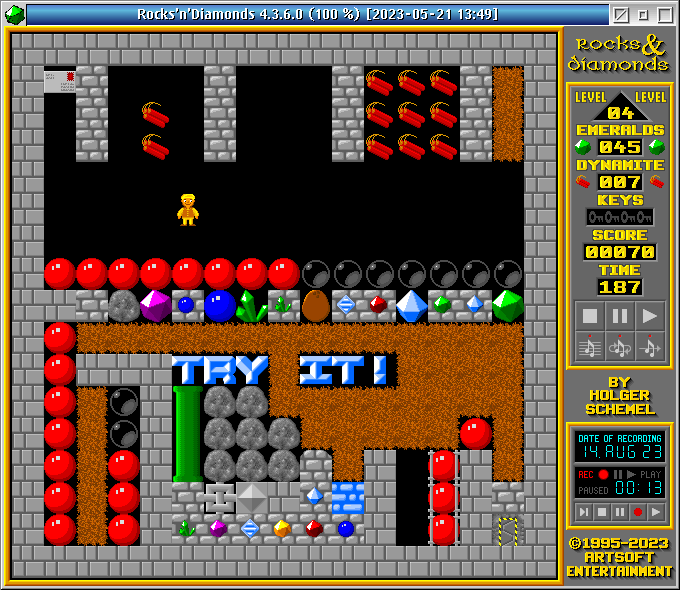 Rocks'n'Diamonds 4.3.6.0 (100 %) [2023-05-21 13:49]
Rocks &
diamonds
LEVEL LEVEL
04
EMERALDS
045
DYNAMITE
007
KEYS
SCORE
00070
TIME
187
TRY IT!
BY
HOLGER
SCHEMEL
DATE OF RECORDING
14 AUG 23
REC PLAY
PAUSED 00:13
©1995-2023
ARTSOFT
ENTERTAINMENT